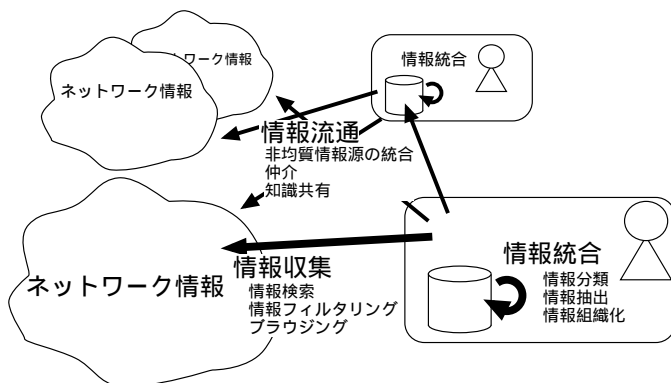 ットワーク情報
ネットワーク情報
情報統合
情報流通
非均質情報源の統合
仲介
知識共有
ネットワーク情報
情報収集
情報検索
情報フィルタリング
ブラウジング
情報統合
情報分類
情報抽出
情報組織化